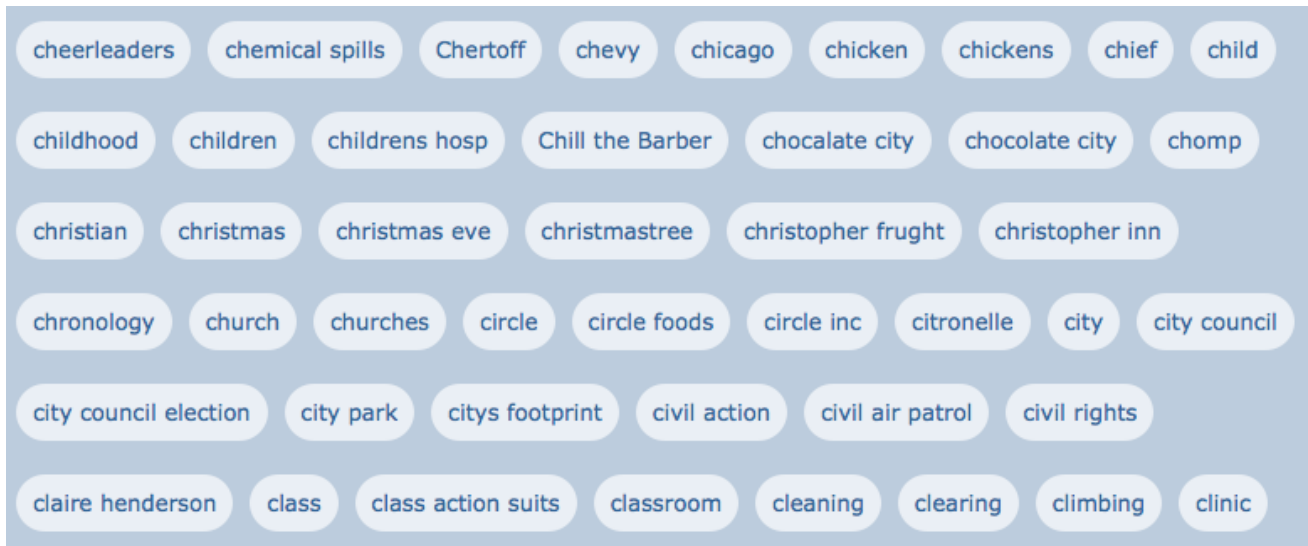 cheerleaders chemical spills Chertoff chevy chicago chicken chickens chief child
childhood children childrens hosp Chill the Barber chocalate city chocolate city chomp
christian christmas christmas eve christmastree christopher frught christopher inn
chronology church churches circle circle foods circle inc citronelle city city council
city council election city park citys footprint civil action civil air patrol civil rights
claire henderson class class action suits classroom cleaning clearing climbing clinic